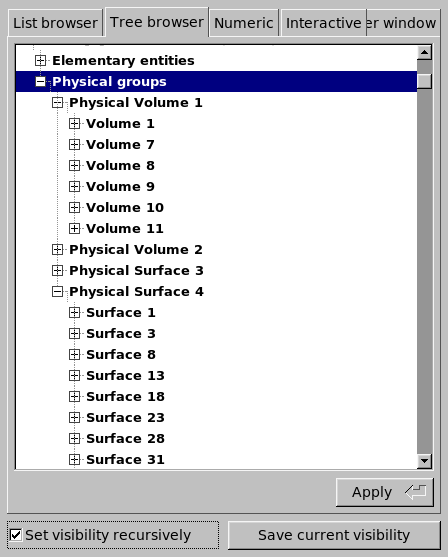 List browser Tree browser Numeric Interactive er window
Elementary entities
Physical groups
Physical Volume 1
Volume 1
Volume 7
Volume 8
Volume 9
Volume 10
Volume 11
Physical Volume 2
Physical Surface 3
Physical Surface 4
Surface 1
Surface 3
Surface 8
Surface 13
Surface 18
Surface 23
Surface 28
Surface 31
Apply
Set visibility recursively Save current visibility